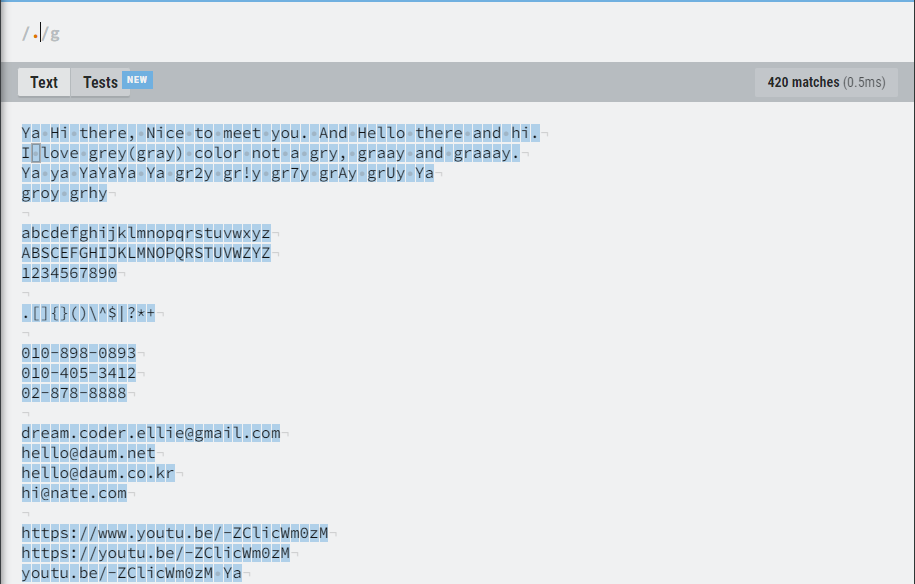 /./g
Text Tests NEW 420 matches (0.5ms)
Ya Hi there, Nice to meet you. And Hello there and hi.
I love grey(gray) color not a gry, graay and graaay.
Ya ya YaYaYa Ya gr2y gr!y gr7y grAy grUy Ya
groy grhy
abcdefghijklmnopqrstuvwxyz
ABSCEFGHIJKLMNOPQRSTUVWZYZ
1234567890
.[]{}()\^$|?*+
010-898-0893
010-405-3412
02-878-8888
dream.coder.ellie@gmail.com
hello@daum.net
hello@daum.co.kr
hi@nate.com
https://www.youtu.be/-ZClicWm0zM
https://youtu.be/-ZClicWm0zM
youtu.be/-ZClicWm0zM Ya